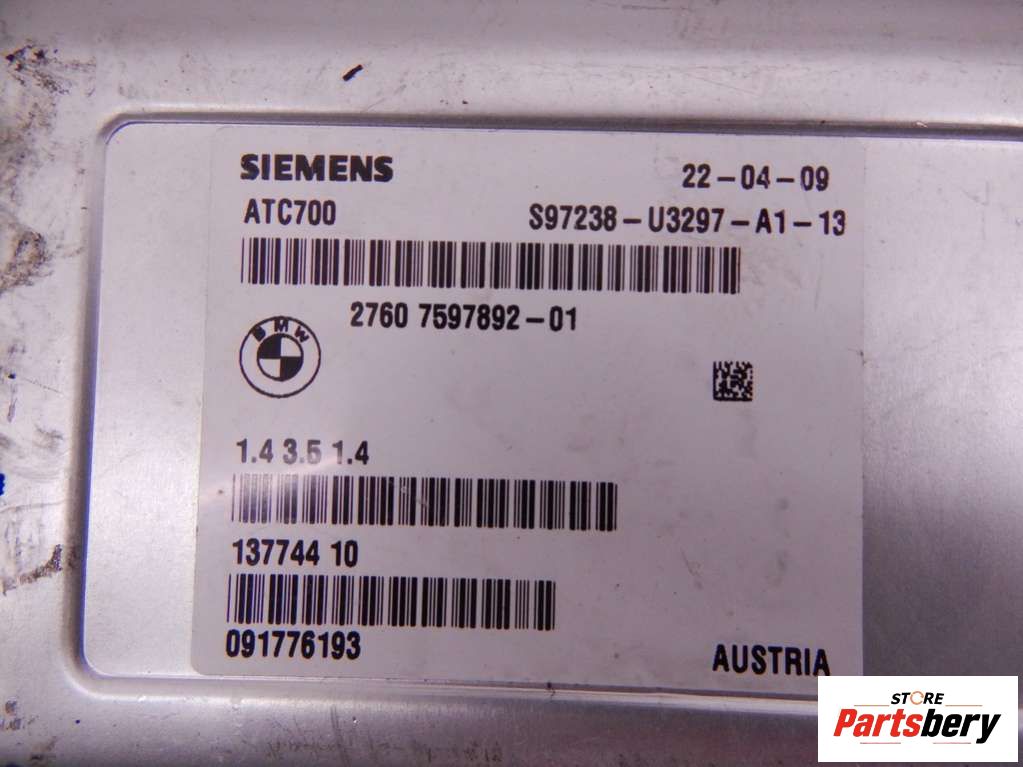 SIEMENS 22-04-09
ATC700 S97238-U3297-A1-13
2760 7597892-01
BMW
1.4 3.5 1.4
137744 10
091776193
AUSTRIA
STORE
Partsbery